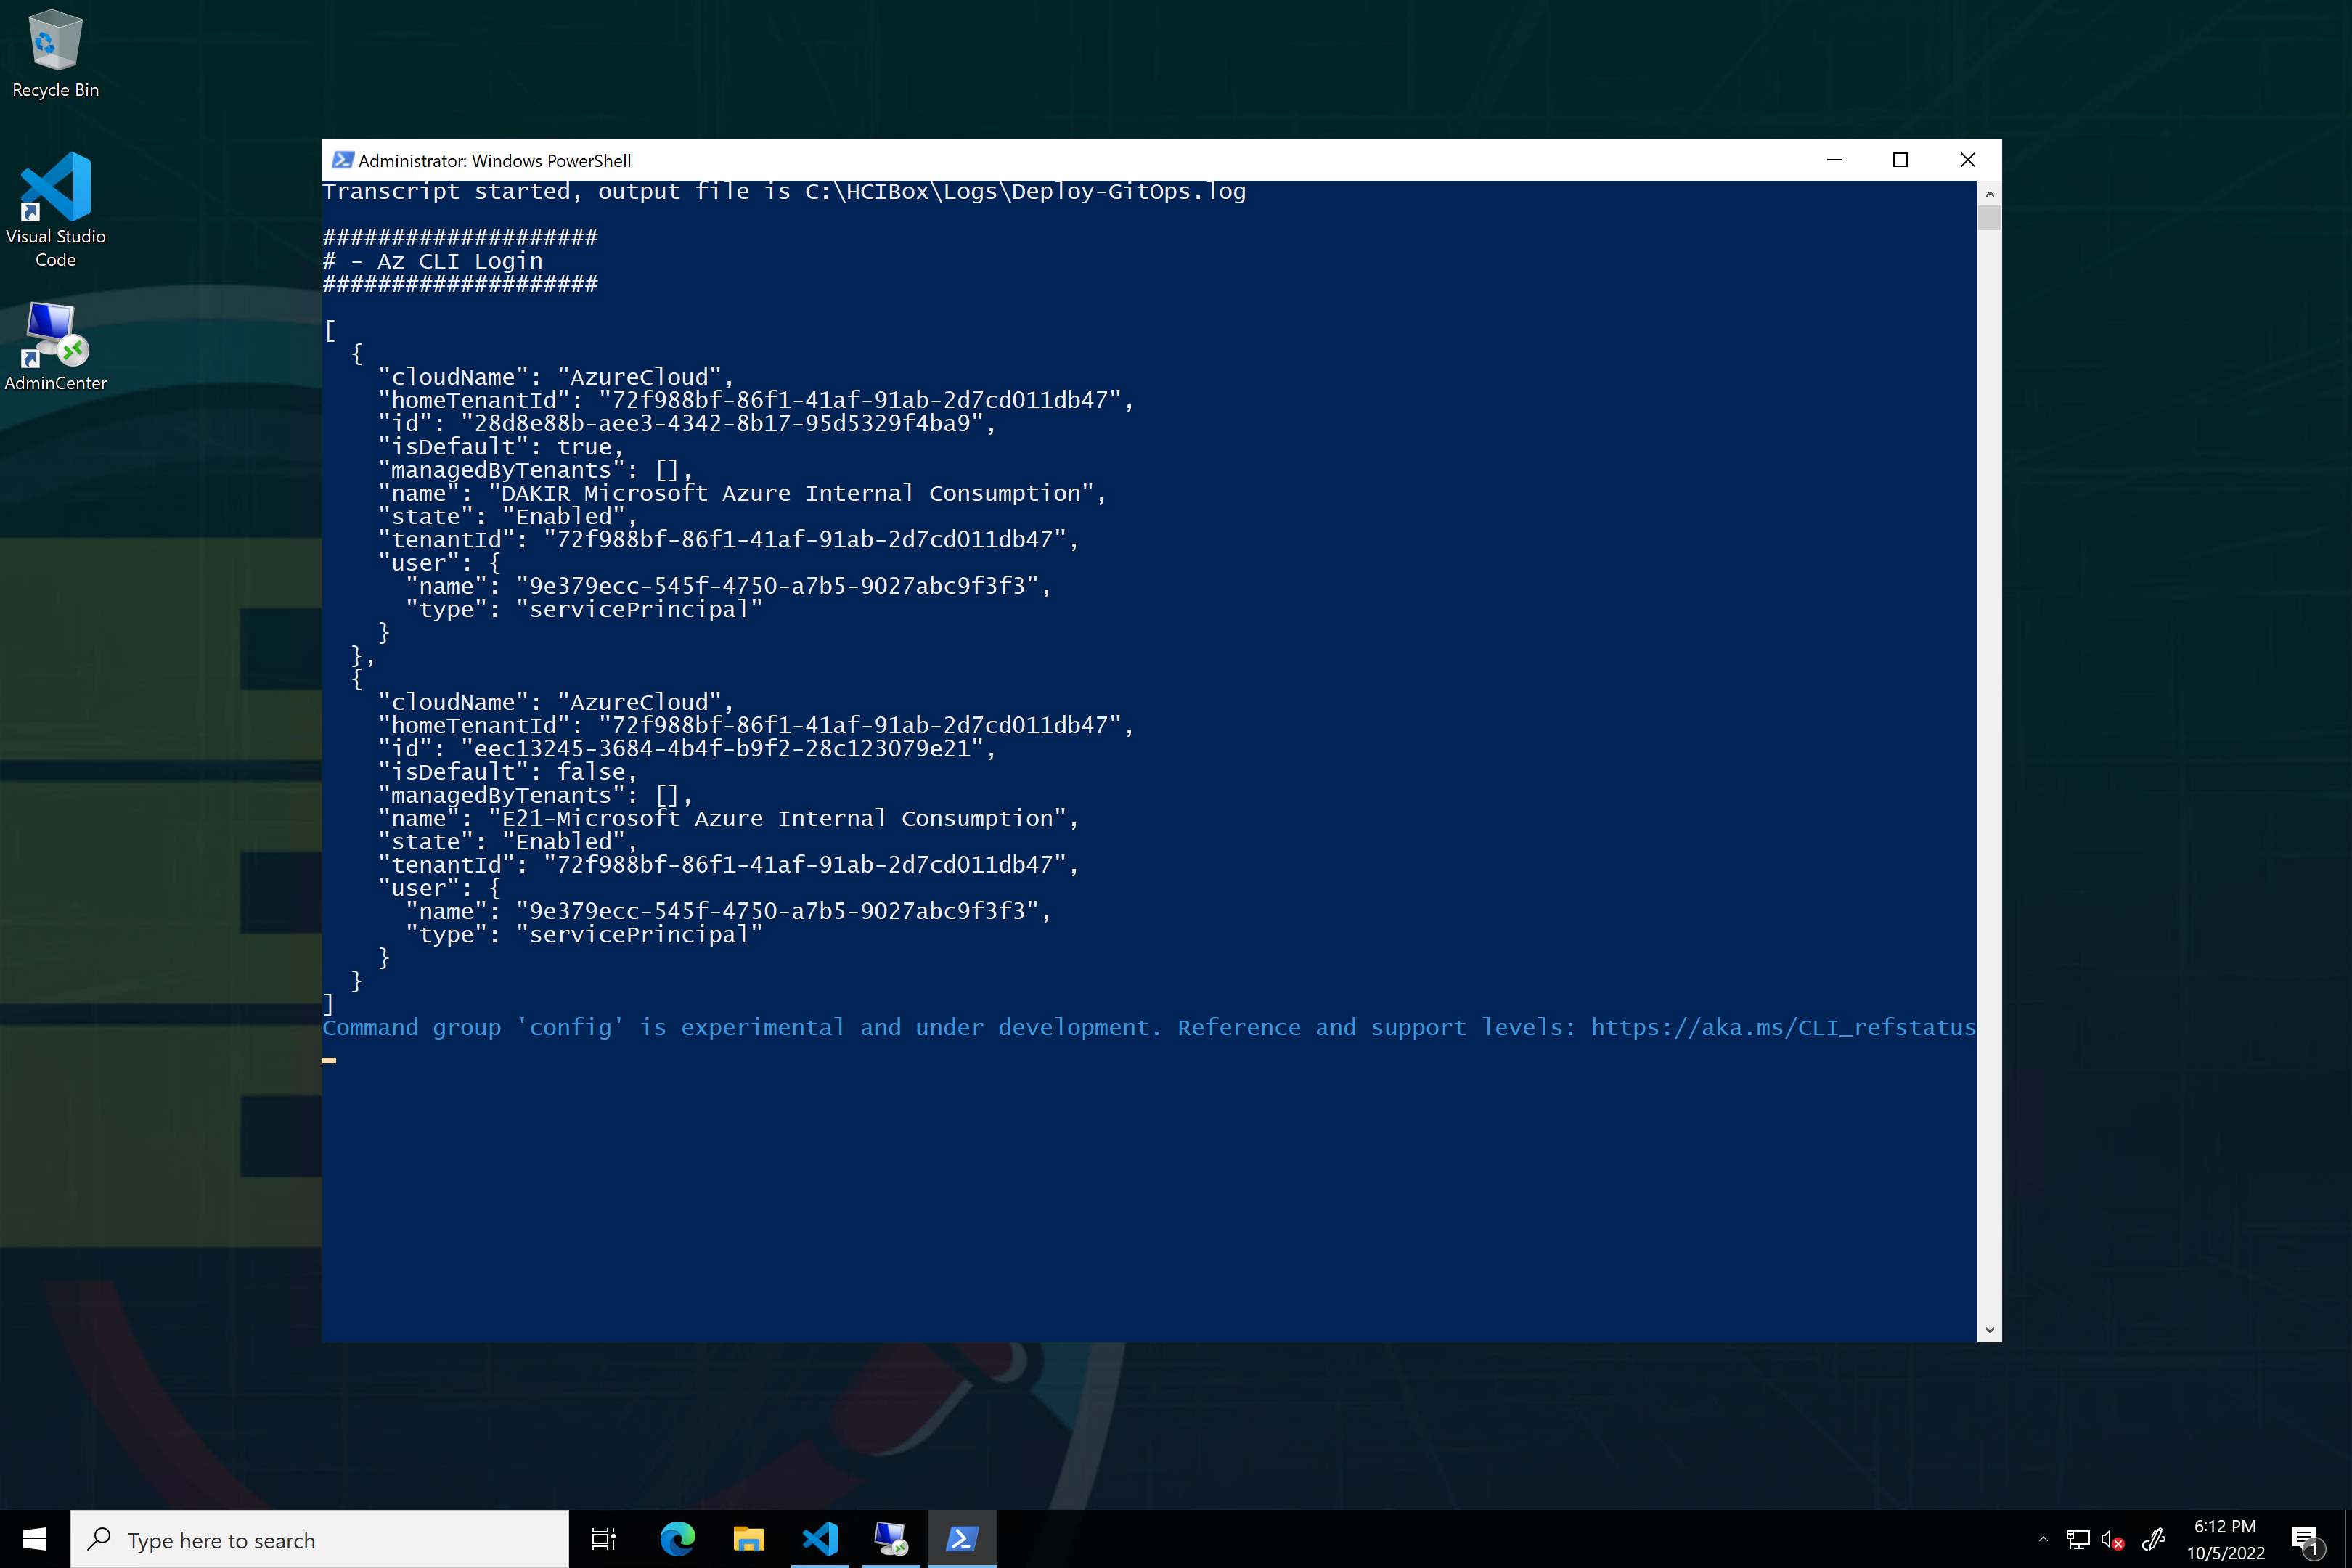 Recycle Bin
Visual Studio
Code
AdminCenter
Administrator: Windows PowerShell
Transcript started, output file is C:\HCIBox\Logs\Deploy-GitOps.log
####################
# - Az CLI Login
####################
[
  {
    "cloudName": "AzureCloud",
    "homeTenantId": "72f988bf-86f1-41af-91ab-2d7cd011db47",
    "id": "28d8e88b-aee3-4342-8b17-95d5329f4ba9",
    "isDefault": true,
    "managedByTenants": [],
    "name": "DAKIR Microsoft Azure Internal Consumption",
    "state": "Enabled",
    "tenantId": "72f988bf-86f1-41af-91ab-2d7cd011db47",
    "user": {
      "name": "9e379ecc-545f-4750-a7b5-9027abc9f3f3",
      "type": "servicePrincipal"
    }
  },
  {
    "cloudName": "AzureCloud",
    "homeTenantId": "72f988bf-86f1-41af-91ab-2d7cd011db47",
    "id": "eec13245-3684-4b4f-b9f2-28c123079e21",
    "isDefault": false,
    "managedByTenants": [],
    "name": "E21-Microsoft Azure Internal Consumption",
    "state": "Enabled",
    "tenantId": "72f988bf-86f1-41af-91ab-2d7cd011db47",
    "user": {
      "name": "9e379ecc-545f-4750-a7b5-9027abc9f3f3",
      "type": "servicePrincipal"
    }
  }
]
Command group 'config' is experimental and under development. Reference and support levels: https://aka.ms/CLI_refstatus
Type here to search
6:12 PM
10/5/2022
1